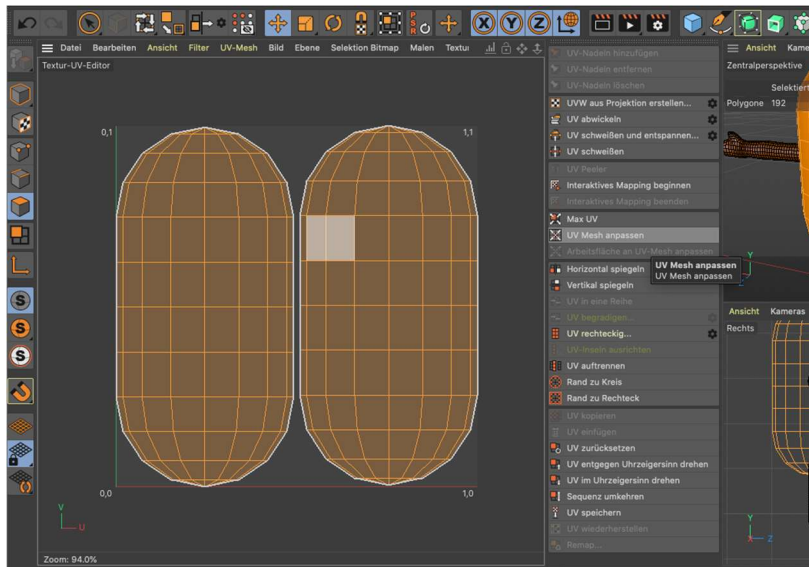 X Y Z
PSR
Datei Bearbeiten Ansicht Filter UV-Mesh Bild Ebene Selektion Bitmap Malen Textu
Textur-UV-Editor
0,1
1,1
0,0
1,0
V
U
Zoom: 94.0%
S
S
S
L
UV-Nadeln hinzufügen
UV-Nadeln entfernen
UV-Nadeln löschen
UVW aus Projektion erstellen...
UV abwickeln
UV schweißen und entspannen...
UV schweißen
UV Peeler
Interaktives Mapping beginnen
Interaktives Mapping beenden
Max UV
UV Mesh anpassen
Arbeitsfläche an UV-Mesh anpassen
UV Mesh anpassen
UV Mesh anpassen
Horizontal spiegeln
Vertikal spiegeln
UV in eine Reihe
UV begradigen...
UV rechteckig...
UV-Inseln ausrichten
UV auftrennen
Rand zu Kreis
Rand zu Rechteck
UV kopieren
UV einfügen
UV zurücksetzen
UV entgegen Uhrzeigersinn drehen
UV im Uhrzeigersinn drehen
Sequenz umkehren
UV speichern
UV wiederherstellen
Remap...
Ansicht Kame
Zentralperspektive
Selektiert
Polygone 192
Y
Ansicht Kameras
Rechts
Y
X Z